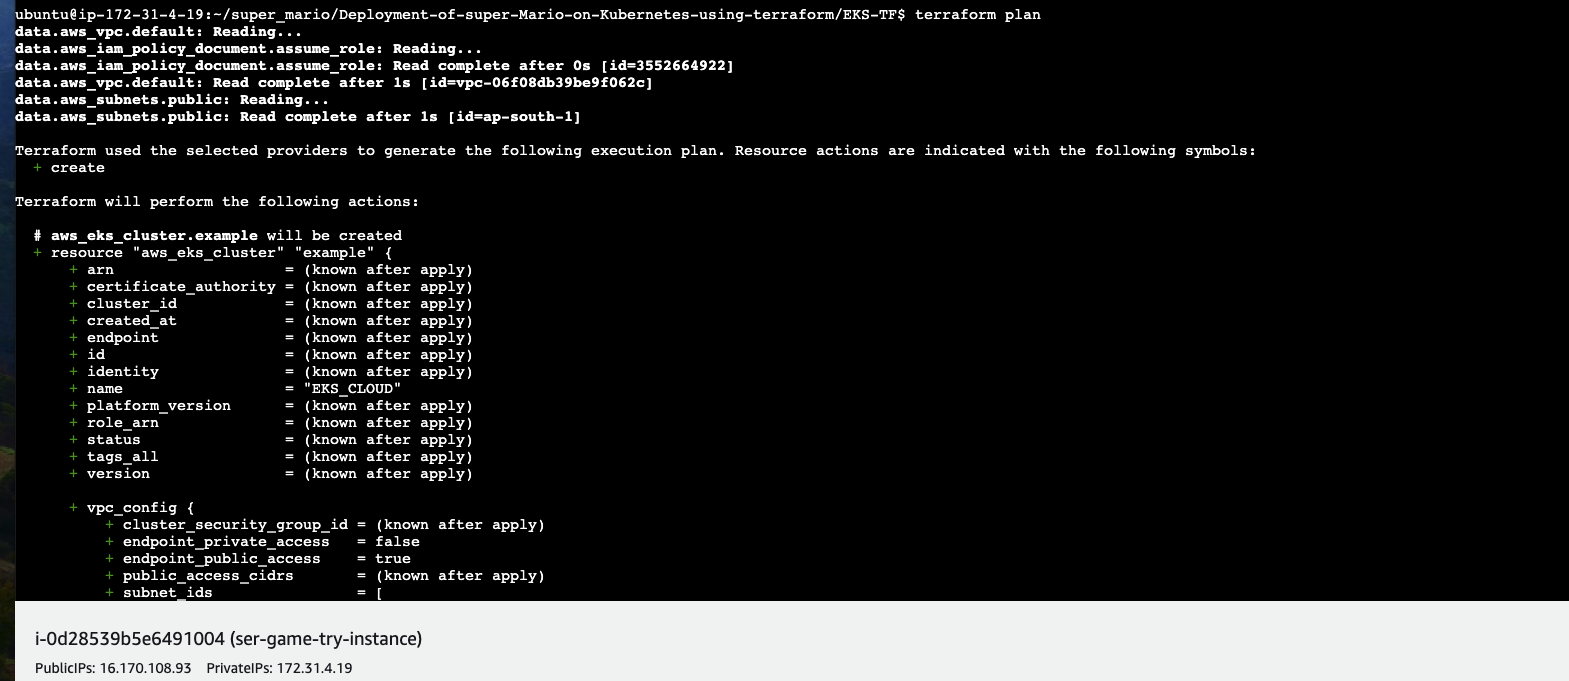 ubuntu@ip-172-31-4-19:~/super_mario/Deployment-of-super-Mario-on-Kubernetes-using-terraform/EKS-TF$ terraform plan
data.aws_vpc.default: Reading...
data.aws_iam_policy_document.assume_role: Reading...
data.aws_iam_policy_document.assume_role: Read complete after 0s [id=3552664922]
data.aws_vpc.default: Read complete after 1s [id=vpc-06f08db39be9f062c]
data.aws_subnets.public: Reading...
data.aws_subnets.public: Read complete after 1s [id=ap-south-1]
Terraform used the selected providers to generate the following execution plan. Resource actions are indicated with the following symbols:
  + create
Terraform will perform the following actions:
  # aws_eks_cluster.example will be created
  + resource "aws_eks_cluster" "example" {
      + arn                   = (known after apply)
      + certificate_authority = (known after apply)
      + cluster_id            = (known after apply)
      + created_at            = (known after apply)
      + endpoint              = (known after apply)
      + id                    = (known after apply)
      + identity              = (known after apply)
      + name                  = "EKS_CLOUD"
      + platform_version      = (known after apply)
      + role_arn              = (known after apply)
      + status                = (known after apply)
      + tags_all              = (known after apply)
      + version               = (known after apply)
      + vpc_config {
          + cluster_security_group_id = (known after apply)
          + endpoint_private_access   = false
          + endpoint_public_access    = true
          + public_access_cidrs       = (known after apply)
          + subnet_ids                = [
i-0d28539b5e6491004 (ser-game-try-instance)
PublicIPs: 16.170.108.93 PrivateIPs: 172.31.4.19